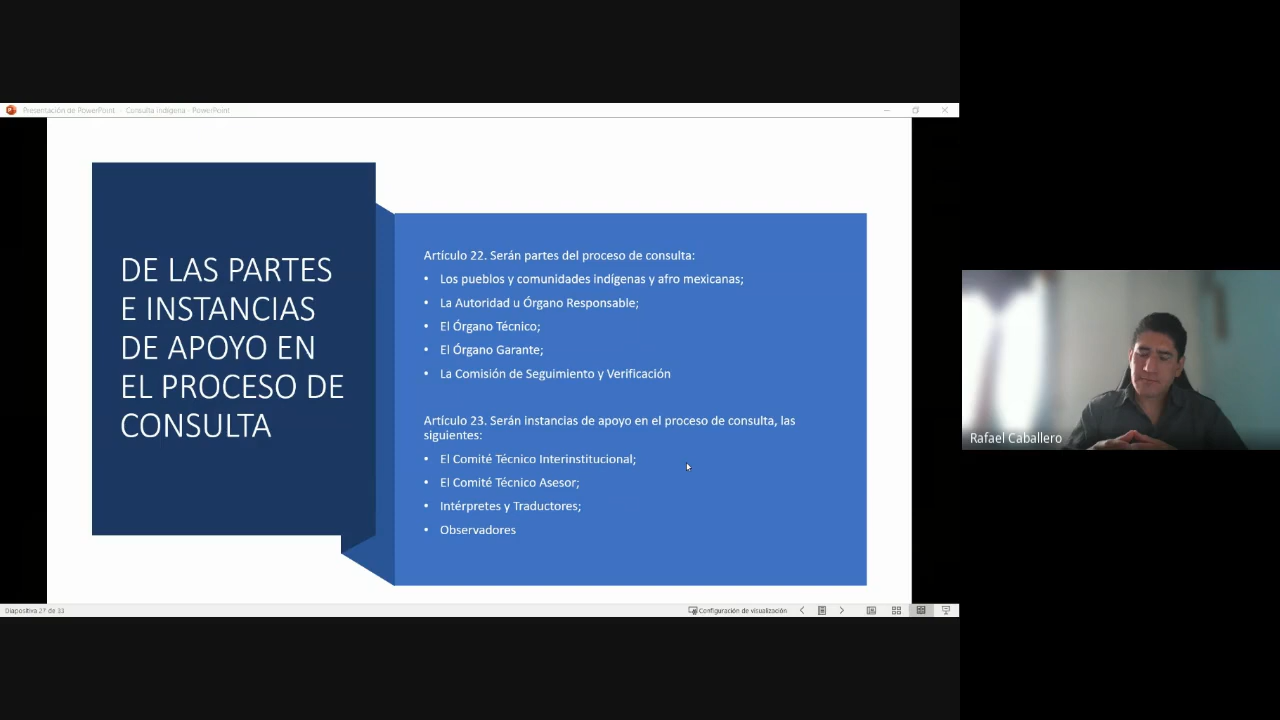 Presentación de PowerPoint - Consulta indígena - PowerPoint
DE LAS PARTES
E INSTANCIAS
DE APOYO EN
EL PROCESO DE
CONSULTA
Artículo 22. Serán partes del proceso de consulta:
• Los pueblos y comunidades indígenas y afro mexicanas;
• La Autoridad u Órgano Responsable;
• El Órgano Técnico;
• El Órgano Garante;
• La Comisión de Seguimiento y Verificación
Artículo 23. Serán instancias de apoyo en el proceso de consulta, las
siguientes:
• El Comité Técnico Interinstitucional;
• El Comité Técnico Asesor;
• Intérpretes y Traductores;
• Observadores
Diapositiva 27 de 33
Configuración de visualización
Rafael Caballero